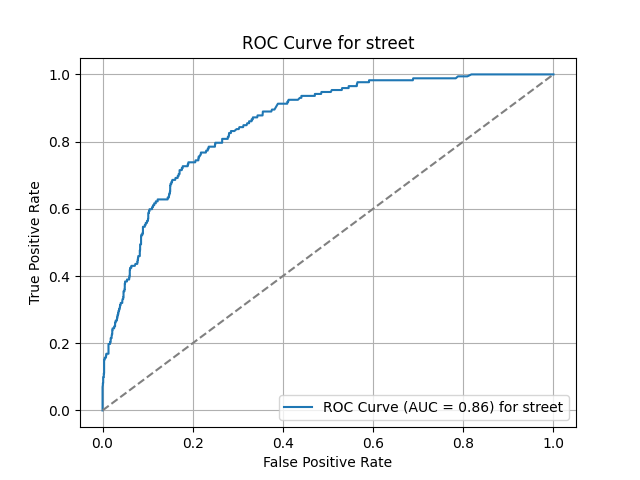 ROC Curve for street
True Positive Rate
1.0
0.8
0.6
0.4
0.2
0.0
ROC Curve (AUC = 0.86) for street
0.0 0.2 0.4 0.6 0.8 1.0
False Positive Rate